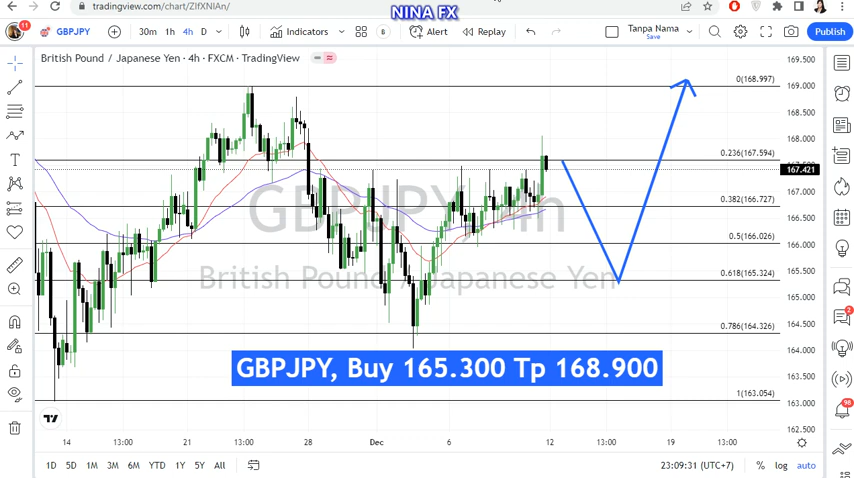 tradingview.com/chart/ZIfXNIAn/
NINA FX
11
GBPJPY
30m 1h 4h D
Indicators
8
Alert
Replay
Tanpa Nama
Save
Publish
British Pound / Japanese Yen · 4h · FXCM · TradingView
169.500
0(168.997)
169.000
168.500
168.000
0.236(167.594)
167.421
167.000
0.382(166.727)
166.500
0.5(166.026)
166.000
165.500
0.618(165.324)
165.000
164.500
0.786(164.326)
164.000
163.500
1(163.054)
163.000
162.500
GBPJPY, 4h
British Pound / Japanese Yen
GBPJPY, Buy 165.300 Tp 168.900
14 13:00 21 13:00 28 Dec 6 12 13:00 19 13:00
1D 5D 1M 3M 6M YTD 1Y 5Y All
23:09:31 (UTC+7)
% log auto
2
98